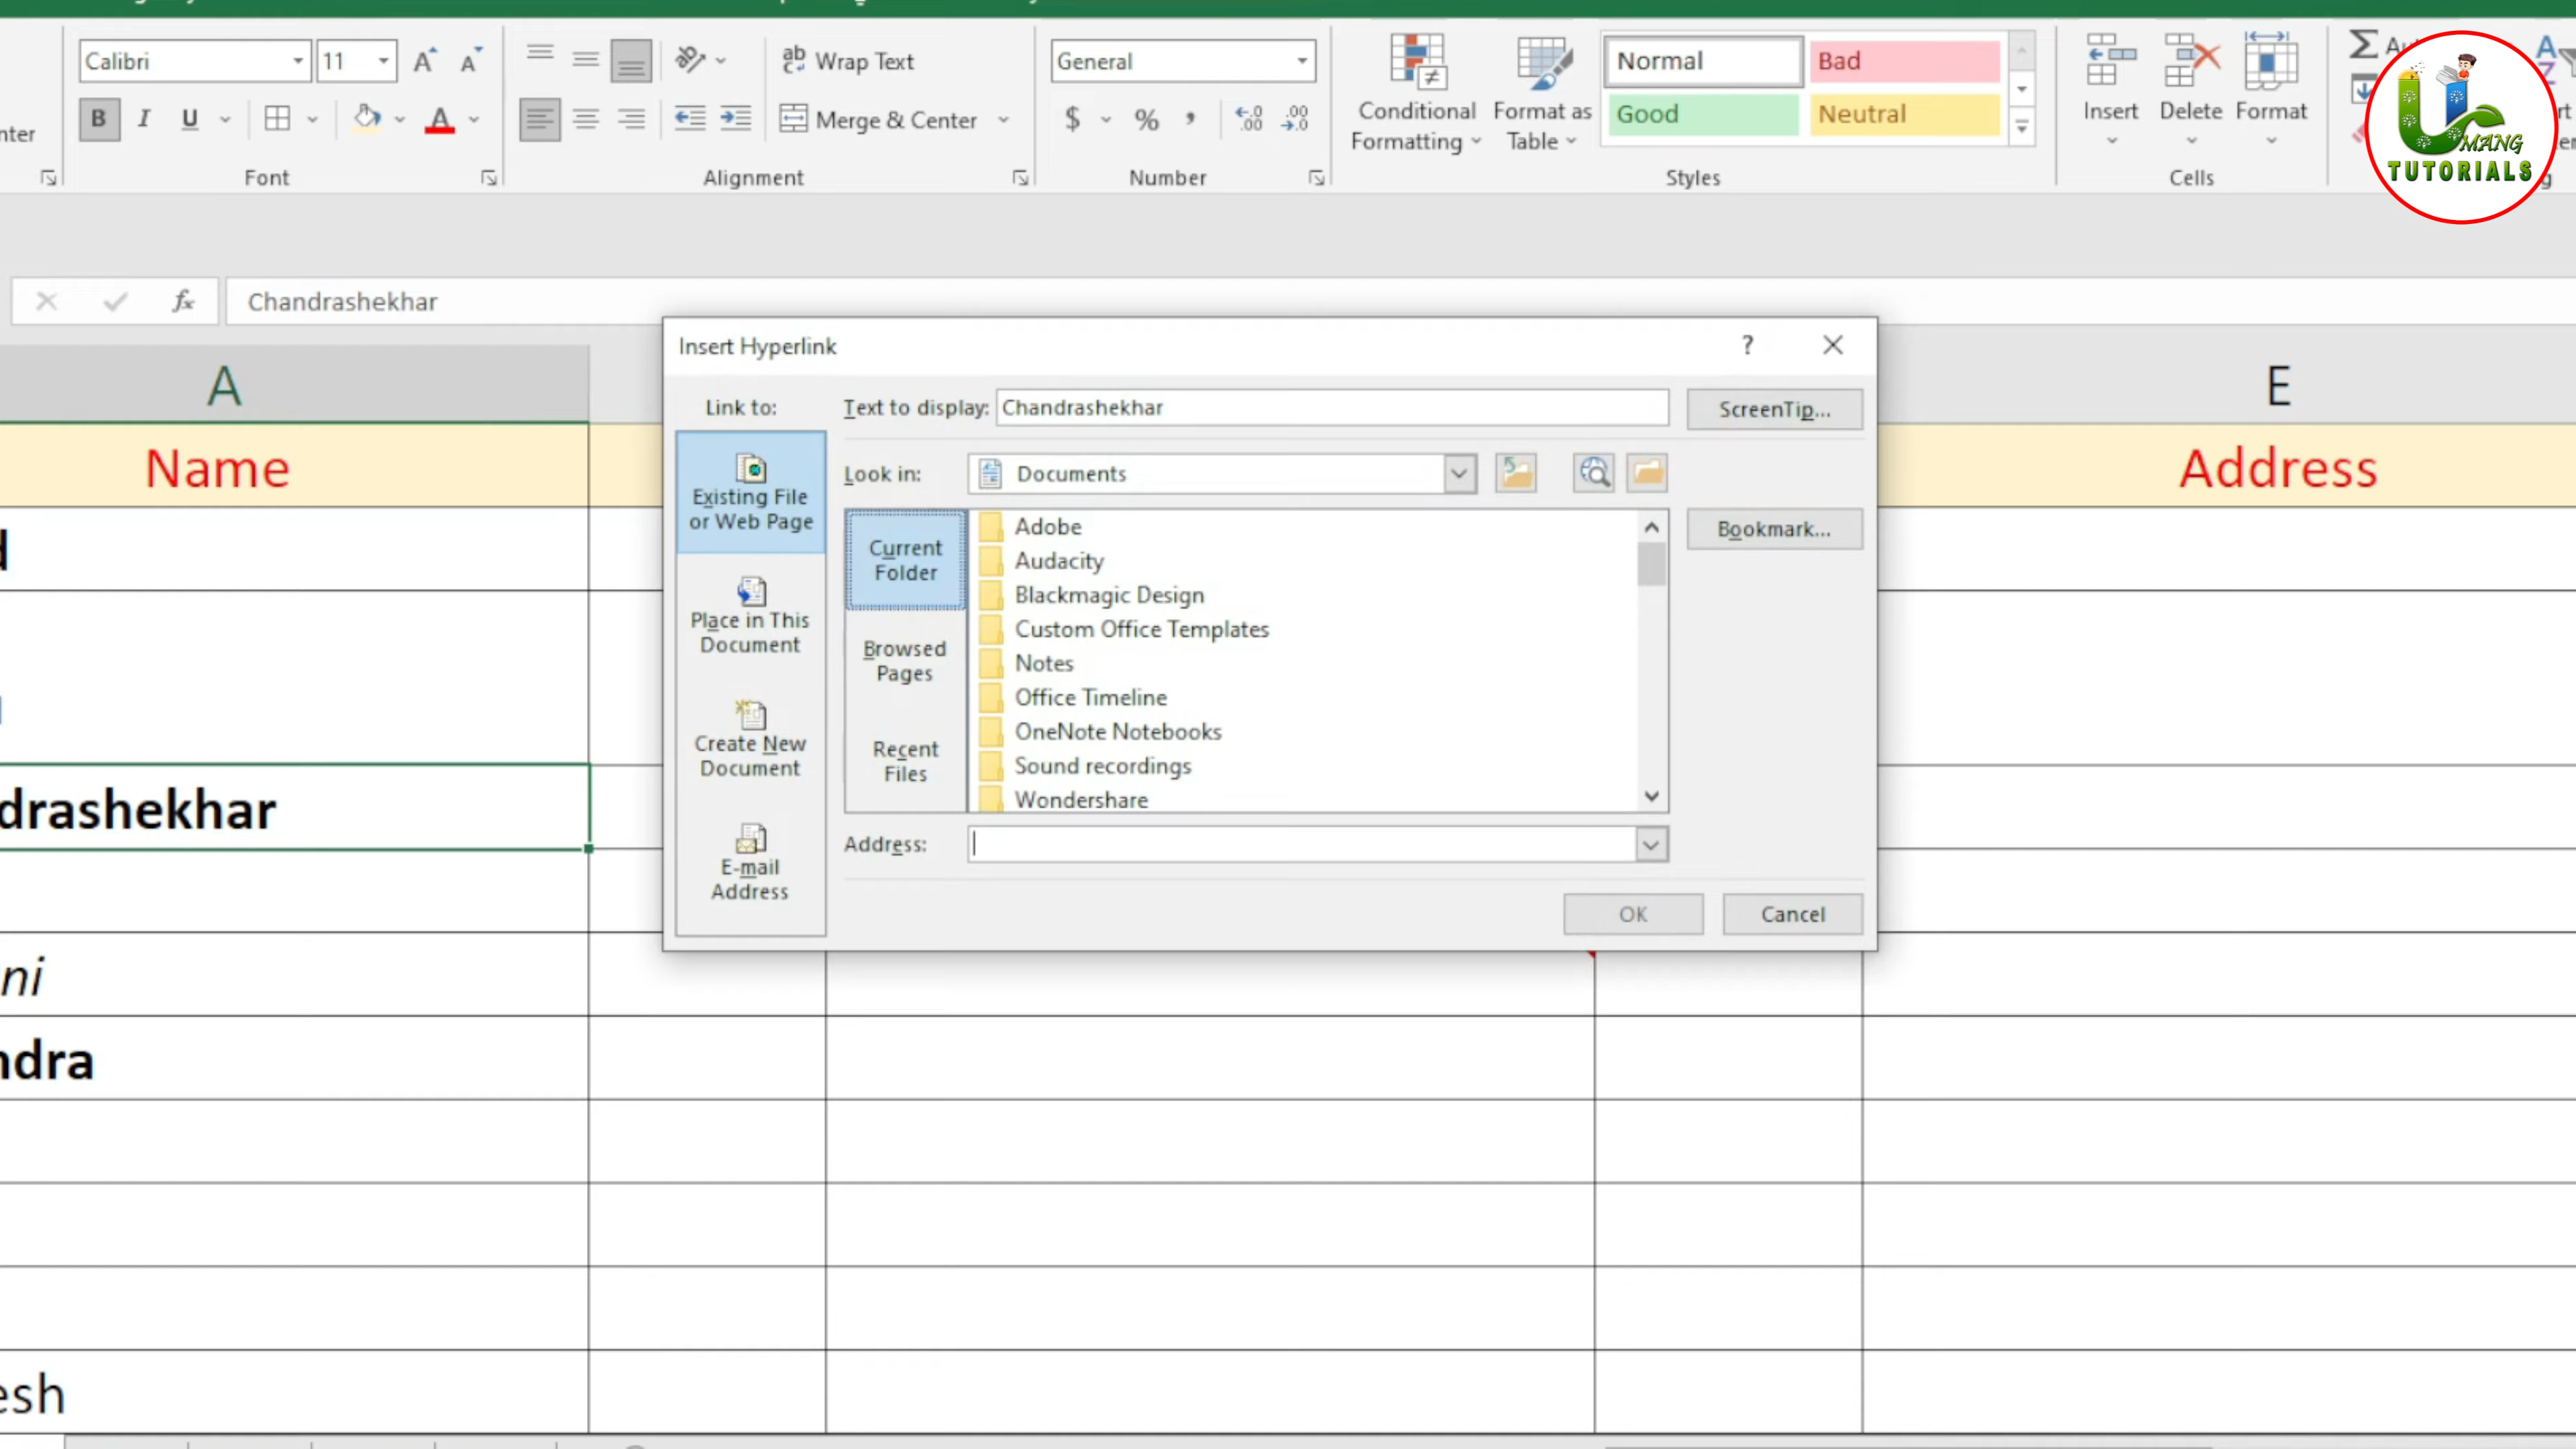 Calibri
11
Wrap Text
General
Normal
Bad
Conditional
Formatting
Format as
Table
Good
Neutral
Insert
Delete
Format
B
I
U
Merge & Center
$
%
Font
Alignment
Number
Styles
Cells
MANG
TUTORIALS
fx
Chandrashekhar
Insert Hyperlink
?
Link to:
Text to display:
Chandrashekhar
ScreenTip...
Look in:
Documents
Existing File
or Web Page
Place in This
Document
Create New
Document
E-mail
Address
Current
Folder
Browsed
Pages
Recent
Files
Adobe
Audacity
Blackmagic Design
Custom Office Templates
Notes
Office Timeline
OneNote Notebooks
Sound recordings
Wondershare
Bookmark...
Address:
OK
Cancel
A
E
Name
Address
drashekhar
ni
ndra
esh